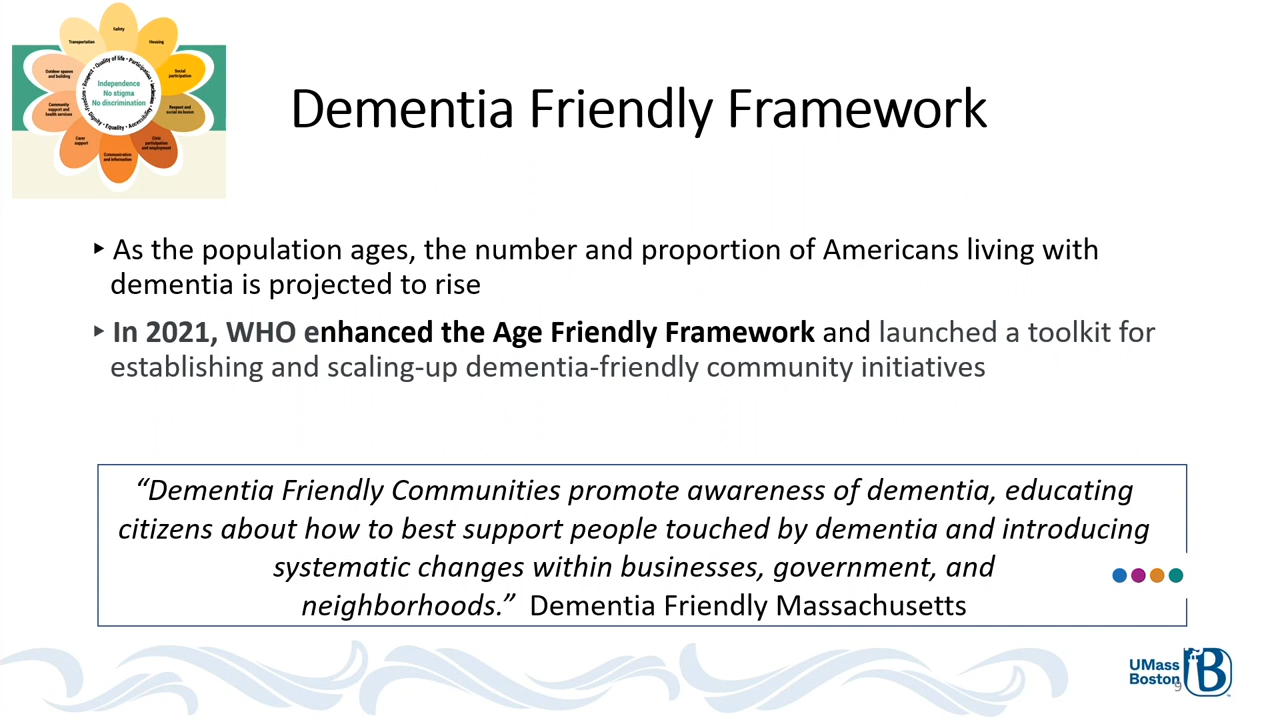 Safety
Transportation
Housing
Outdoor spaces
and building
Social
participation
Community
support and
health services
Respect and
social inclusion
Carer
support
Civic
participation
and employment
Communication
and information
Quality of life • Participation •
Respect •
Dignity • Equality • Accessibility
Independence
No stigma
No discrimination
Dementia Friendly Framework
‣ As the population ages, the number and proportion of Americans living with
dementia is projected to rise
‣ In 2021, WHO enhanced the Age Friendly Framework and launched a toolkit for
establishing and scaling-up dementia-friendly community initiatives
“Dementia Friendly Communities promote awareness of dementia, educating
citizens about how to best support people touched by dementia and introducing
systematic changes within businesses, government, and
neighborhoods.” Dementia Friendly Massachusetts
UMass
Boston
B
9